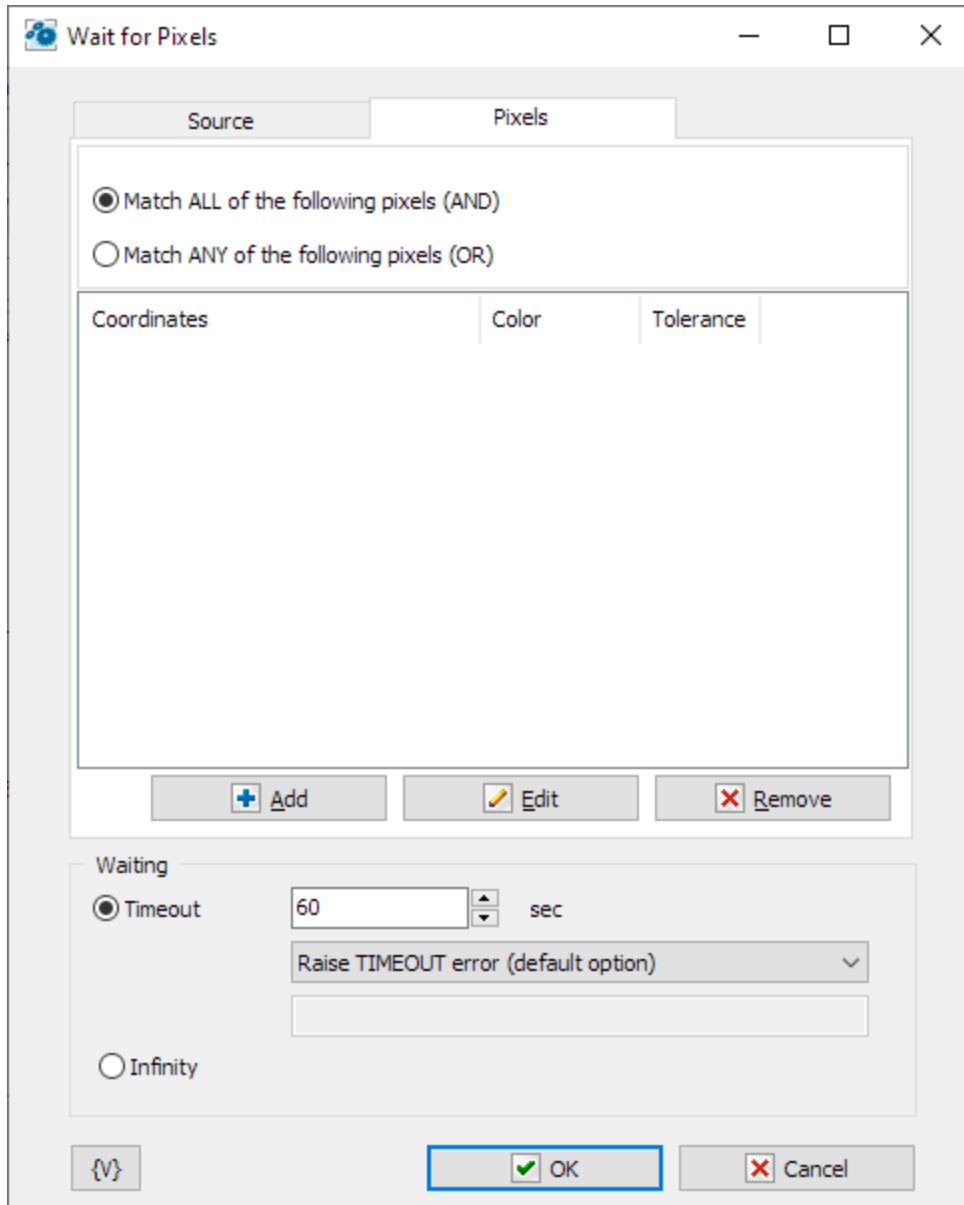 Wait for Pixels
Source Pixels
Match ALL of the following pixels (AND)
Match ANY of the following pixels (OR)
Coordinates Color Tolerance
Add Edit Remove
Waiting
Timeout 60 sec
Raise TIMEOUT error (default option)
Infinity
{V} OK Cancel